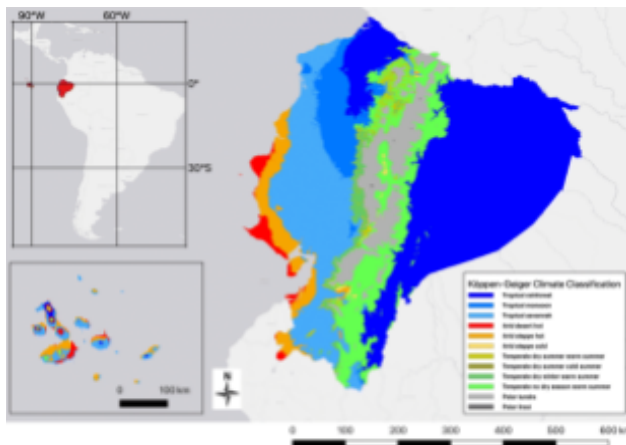 90°W 60°W
0°
30°S
Köppen-Geiger Climate Classification
Tropical rainforest
Tropical monsoon
Tropical savannah
Arid desert hot
Arid steppe hot
Arid steppe cold
Temperate dry summer warm summer
Temperate dry summer cold summer
Temperate dry winter warm summer
Temperate no dry season warm summer
Polar tundra
Polar frost
0 100 km
N
0 100 200 300 400 500 600 k